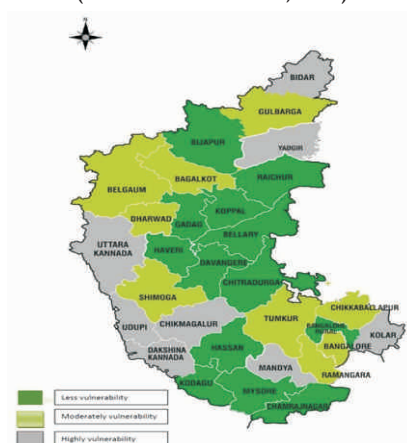 N
BIDAR
GULBARGA
BIJAPUR
YADGIR
BAGALKOT
RAICHUR
BELGAUM
KOPPAL
DHARWAD
GADAG
BELLARY
UTTARA
KANNADA
HAVERI
DAVANGERE
CHITRADURGA
SHIMOGA
CHIKKABALLAPUR
TUMKUR
UDUPI
CHIKMAGALUR
KOLAR
BANGALORE
HASSAN
DAKSHINA
KANNADA
MANDYA
RAMANGARA
KODAGU
MYSORE
CHAMRAJNAGAR
Less vulnerability
Moderately vulnerability
Highly vulnerability